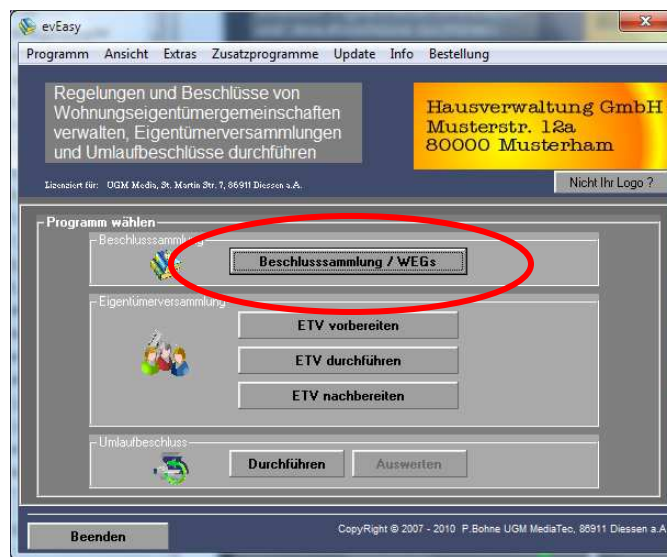 evEasy
Programm Ansicht Extras Zusatzprogramme Update Info Bestellung
Regelungen und Beschlüsse von
Wohnungseigentümergemeinschaften
verwalten, Eigentümerversammlungen
und Umlaufbeschlüsse durchführen
Hausverwaltung GmbH
Musterstr. 12a
80000 Musterham
Lizenziert für: UGM Media, St. Martin Str. 7, 86911 Diessen a.A.
Nicht Ihr Logo ?
Programm wählen
Beschlusssammlung
Beschlusssammlung / WEGs
Eigentümerversammlung
ETV vorbereiten
ETV durchführen
ETV nachbereiten
Umlaufbeschluss
Durchführen
Auswerten
Beenden
CopyRight © 2007 - 2010 P.Bohne UGM MediaTec, 86911 Diessen a.A